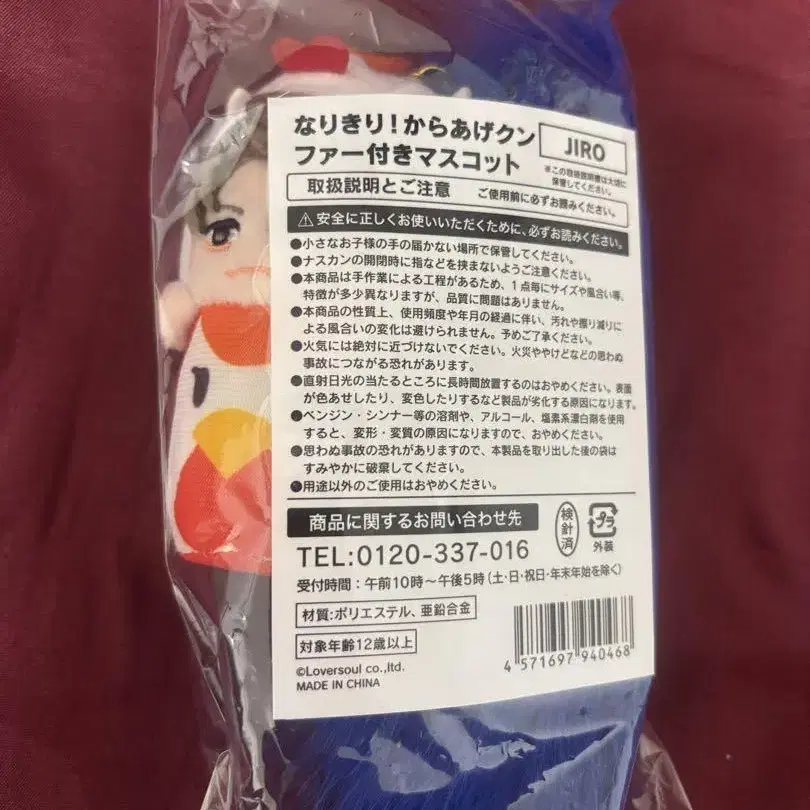 なりきり!からあげクン
ファー付きマスコット
JIRO
※この取扱説明書は大切に
保管してください。
取扱説明とご注意 ご使用前に必ずお読みください。
⚠安全に正しくお使いいただくために、必ずお読みください。
●小さなお子様の手の届かない場所で保管してください。
●ナスカンの開閉時に指などを挟まないようご注意ください。
●本商品は手作業による工程があるため、1点毎にサイズや風合い等、
特徴が多少異なりますが、品質に問題はありません。
●本商品の性質上、使用頻度や年月の経過に伴い、汚れや擦り減りに
よる風合いの変化は避けられません。予めご了承ください。
●火気には絶対に近づけないでください。火災ややけどなどの思わぬ
事故につながる恐れがあります。
●直射日光の当たるところに長時間放置するのはおやめください。表面
が色あせしたり、変色したりするなど製品が劣化する原因になります。
●ベンジン・シンナー等の溶剤や、アルコール、塩素系漂白剤を使用
すると、変形・変質の原因になりますので、おやめください。
●思わぬ事故の恐れがありますので、本製品を取り出した後の袋は
すみやかに破棄してください。
●用途以外のご使用はおやめください。
商品に関するお問い合わせ先
検針済
プラ
外装
TEL:0120-337-016
受付時間:午前10時～午後5時(土・日・祝日・年末年始を除く)
材質:ポリエステル、亜鉛合金
対象年齢12歳以上
©Loversoul co.,ltd.
MADE IN CHINA
4 571697 940468